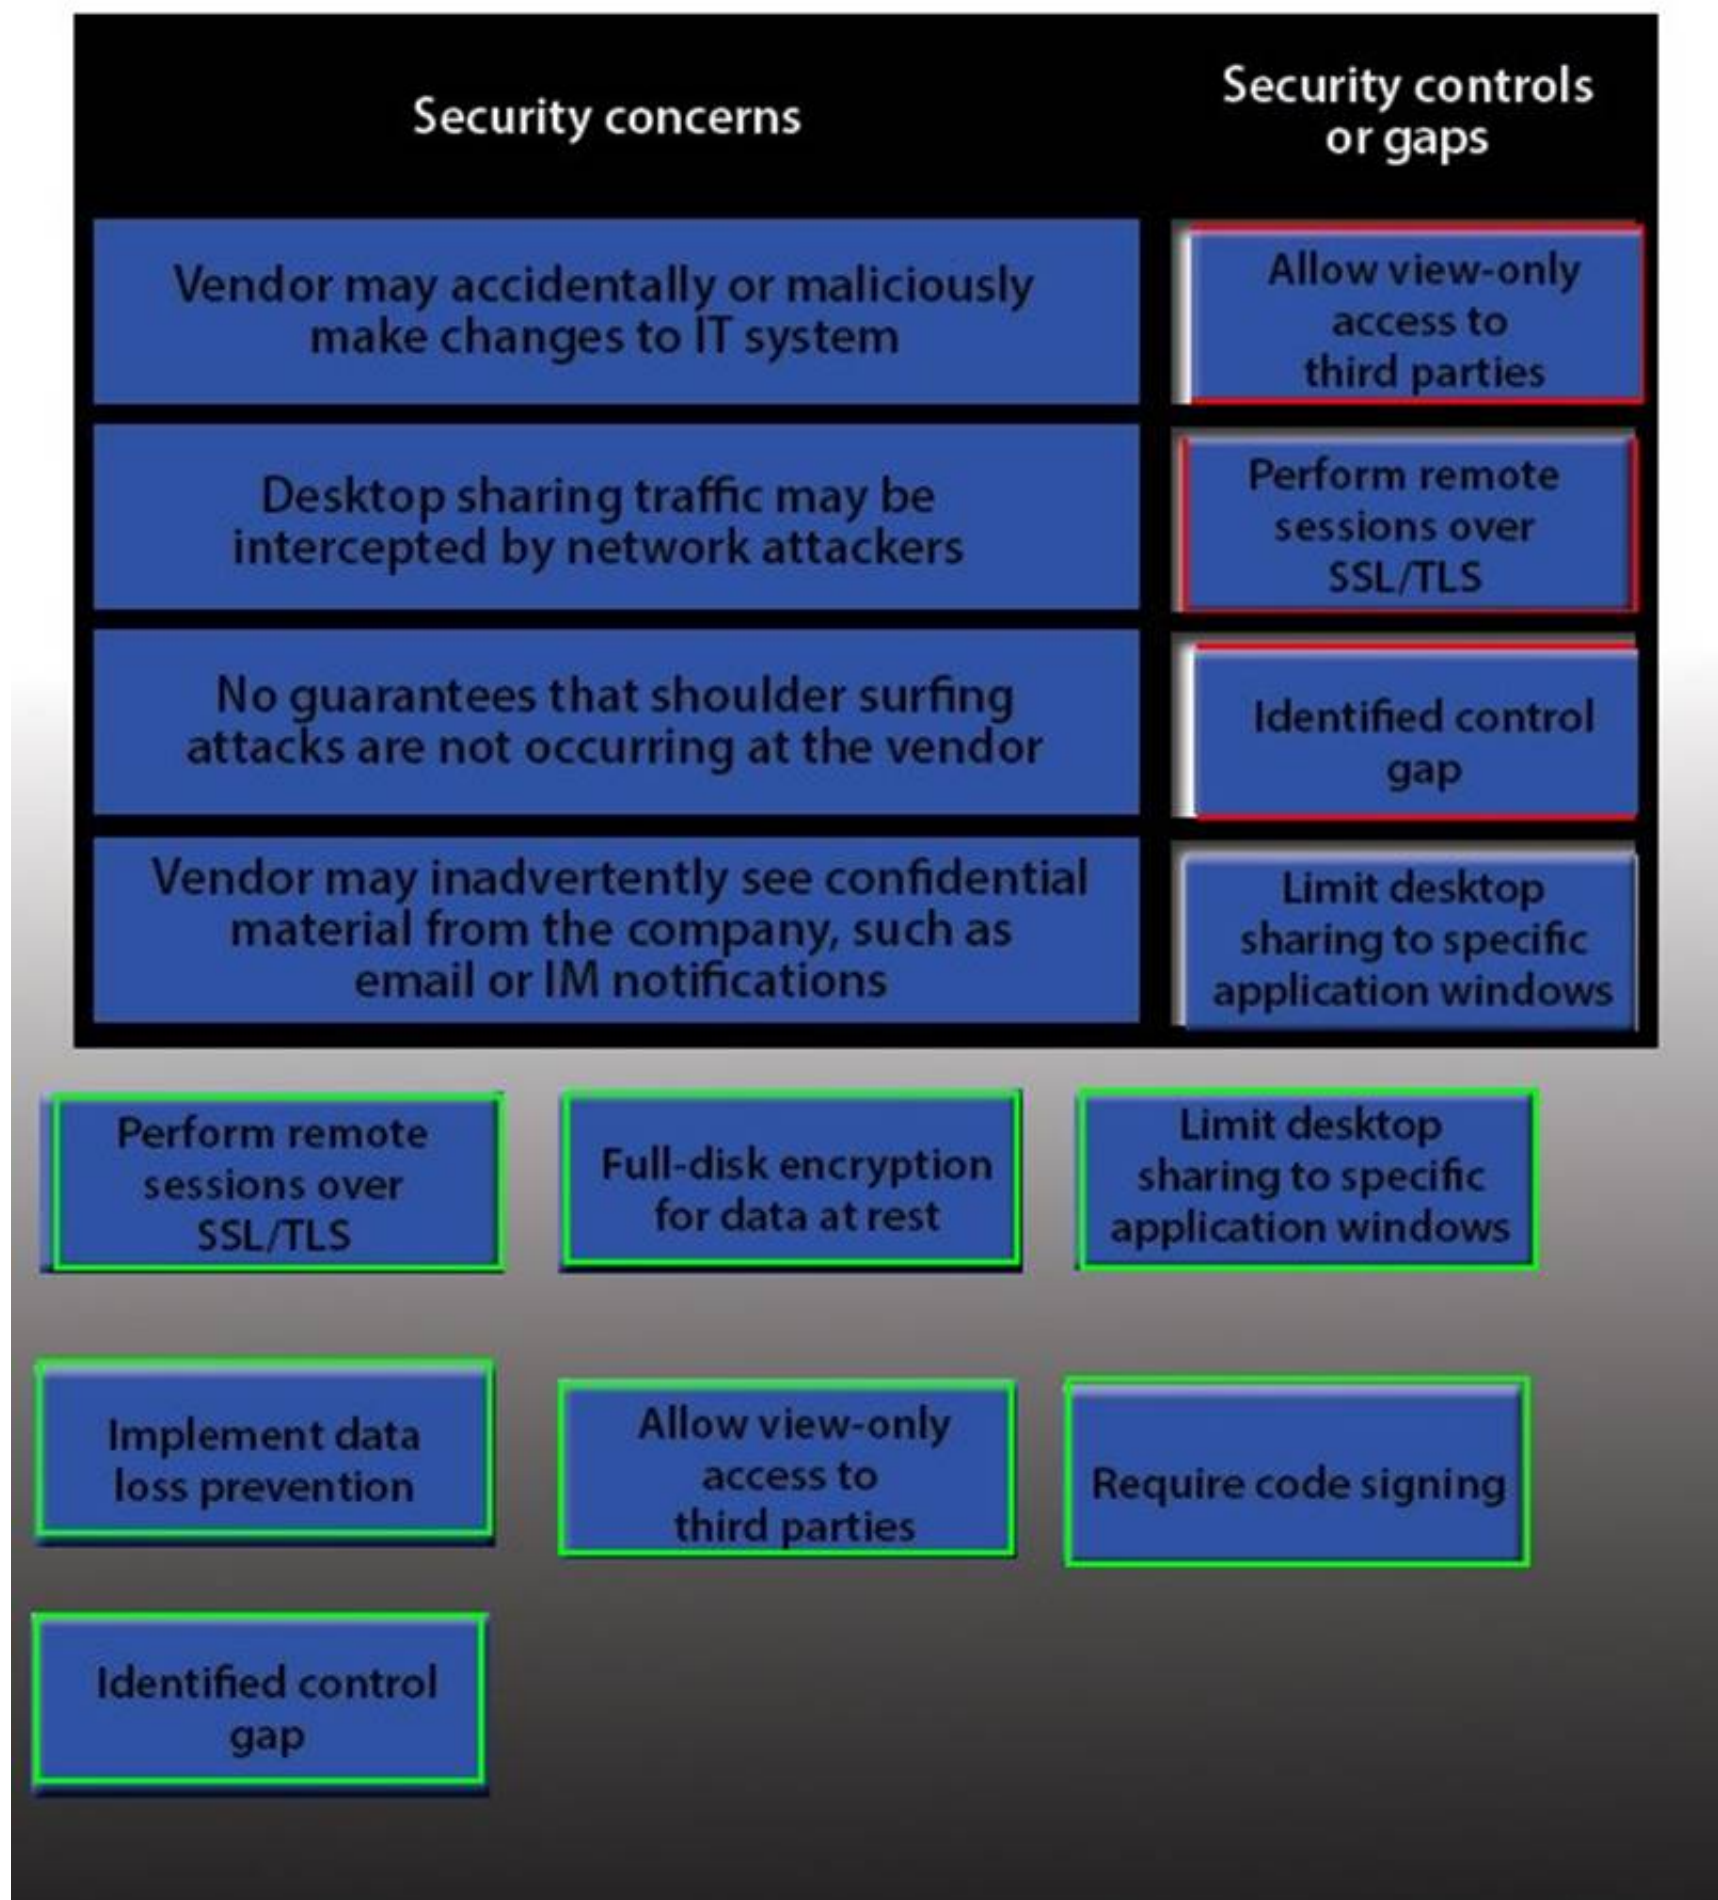 Security concerns
Security controls
or gaps
Vendor may accidentally or maliciously
make changes to IT system
Allow view-only
access to
third parties
Desktop sharing traffic may be
intercepted by network attackers
Perform remote
sessions over
SSL/TLS
No guarantees that shoulder surfing
attacks are not occurring at the vendor
Identified control
gap
Vendor may inadvertently see confidential
material from the company, such as
email or IM notifications
Limit desktop
sharing to specific
application windows
Perform remote
sessions over
SSL/TLS
Full-disk encryption
for data at rest
Limit desktop
sharing to specific
application windows
Implement data
loss prevention
Allow view-only
access to
third parties
Require code signing
Identified control
gap